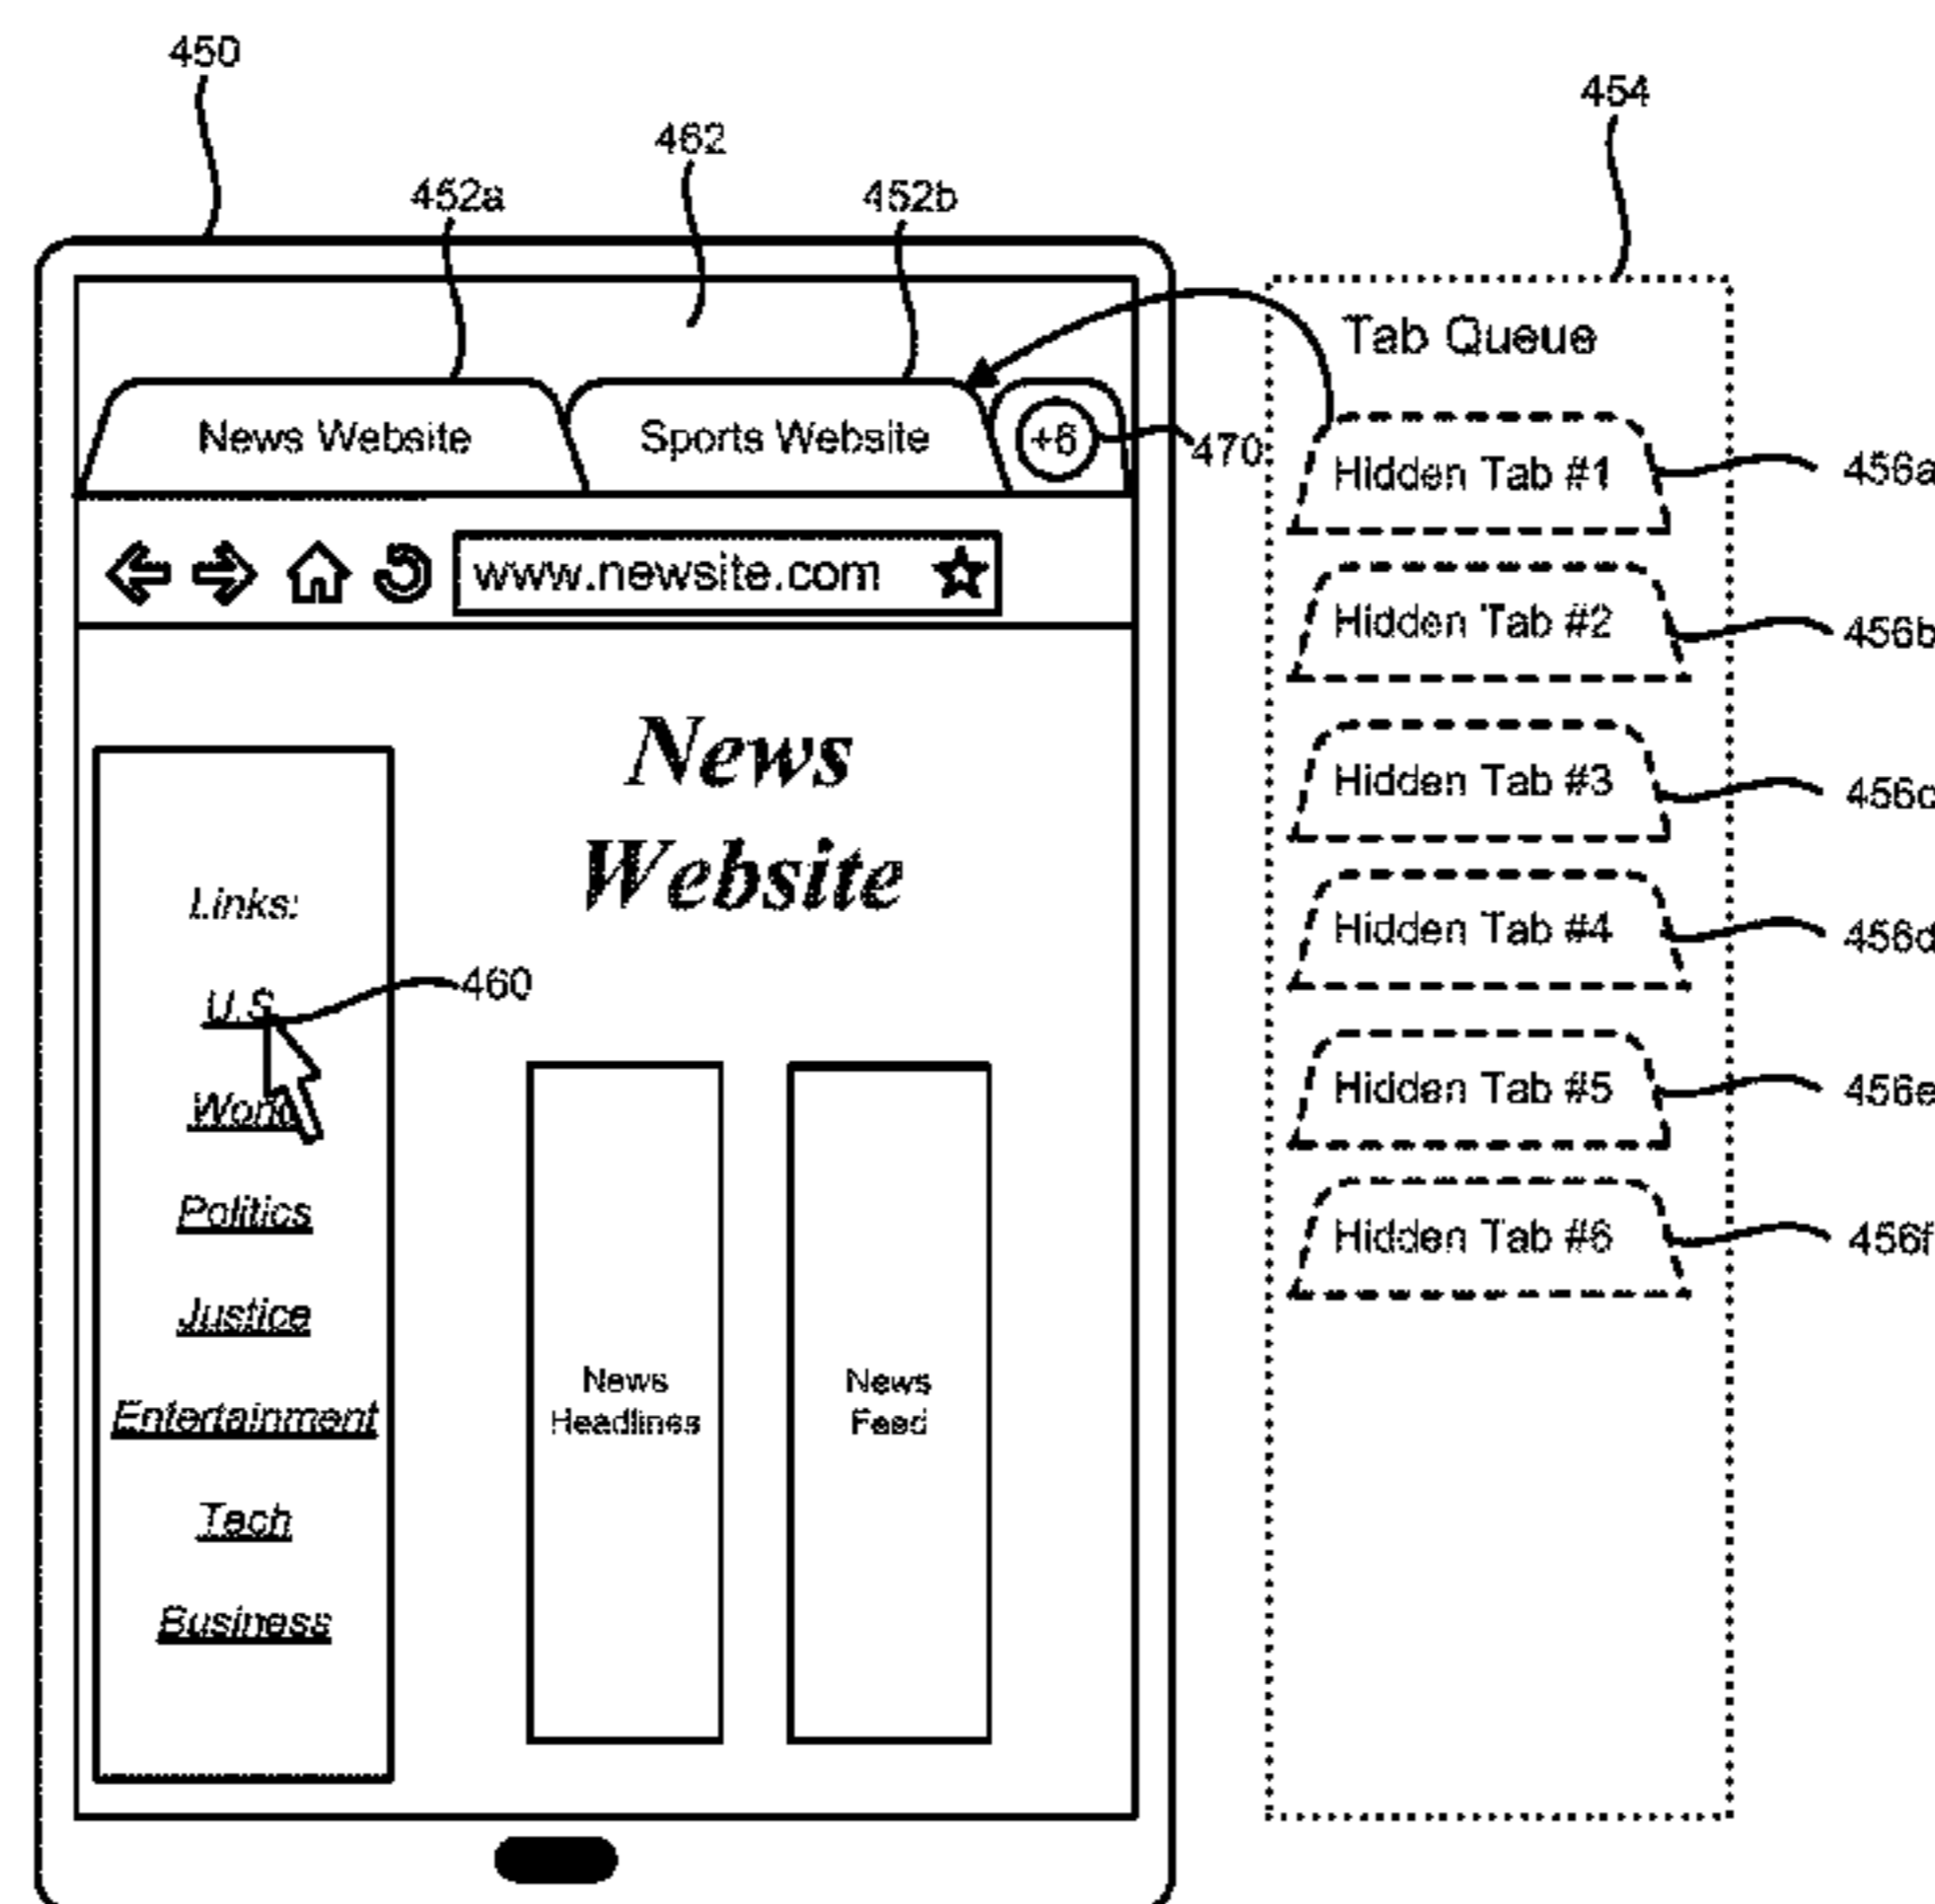 450
454
462
452a
452b
Tab Queue
News Website
Sports Website
+6
470
Hidden Tab #1
456a
www.newsite.com
Hidden Tab #2
456b
News
Website
Hidden Tab #3
456c
Links:
Hidden Tab #4
456d
U.S
460
World
Hidden Tab #5
456e
Politics
Hidden Tab #6
456f
Justice
News
Headlines
News
Feed
Entertainment
Tech
Business